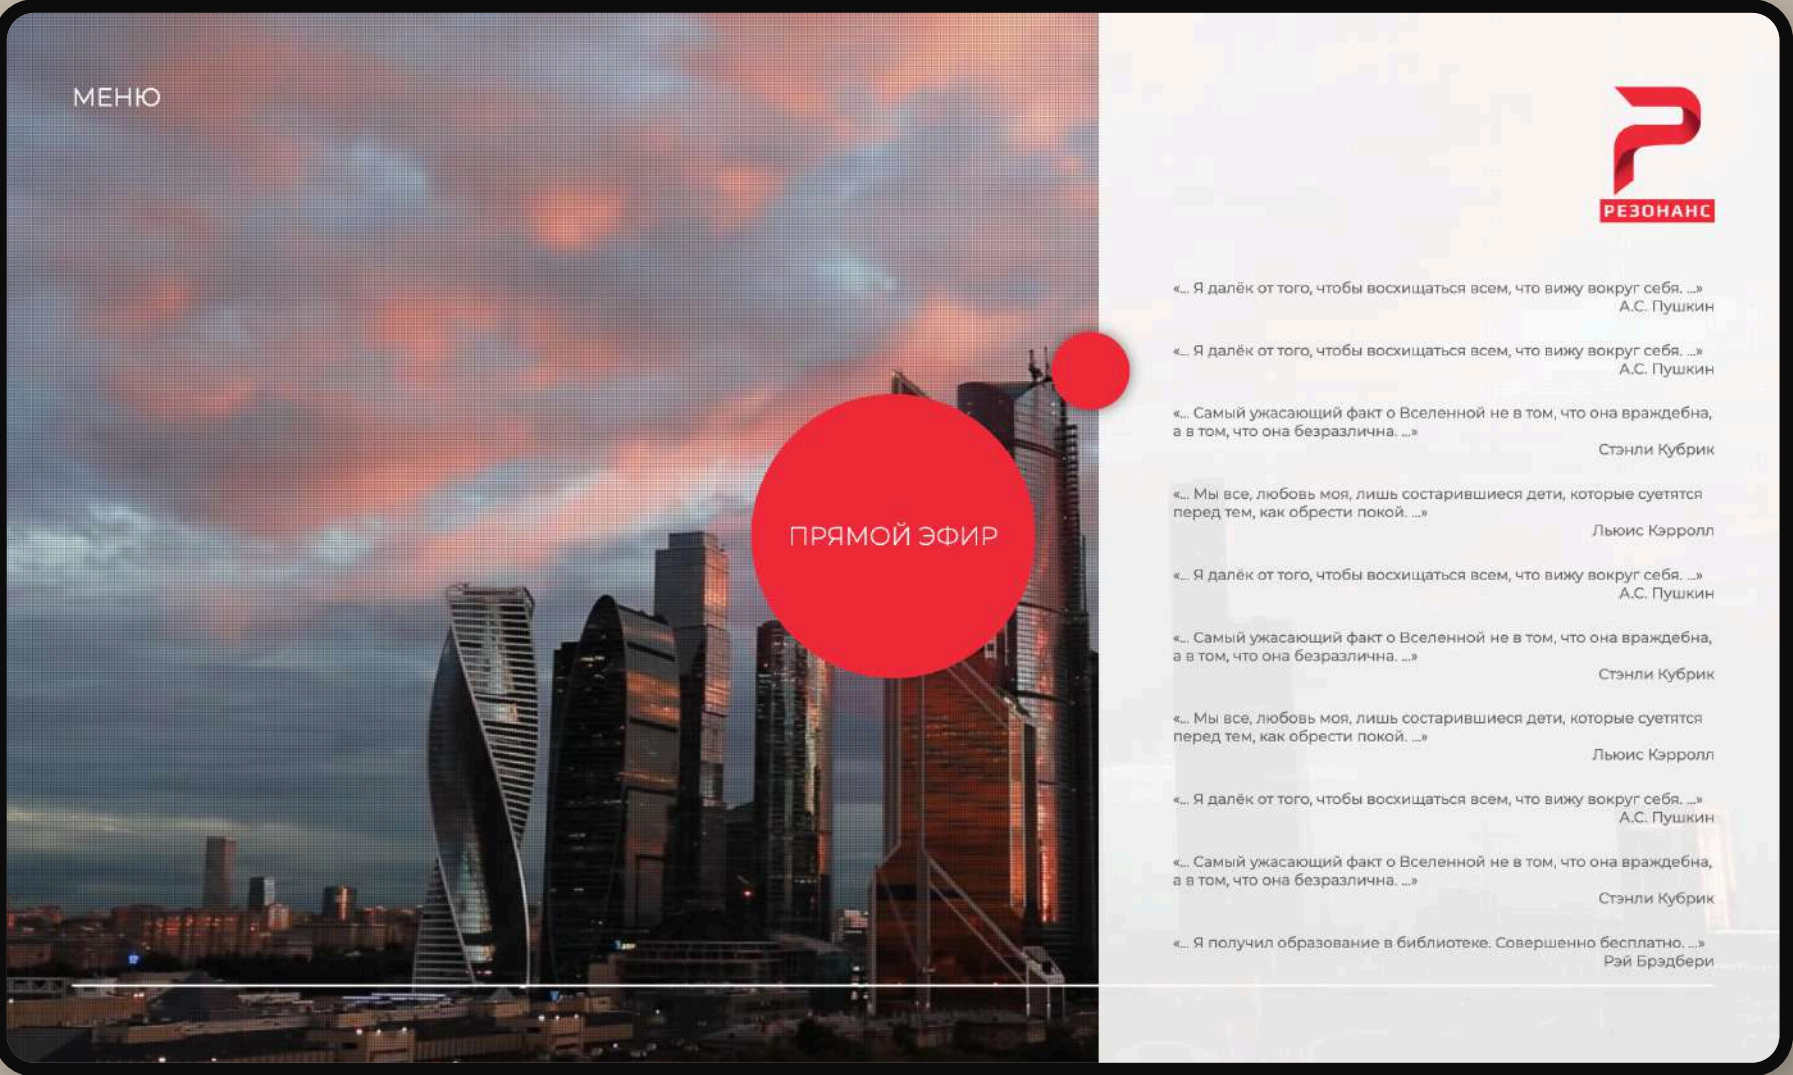 МЕНЮ
РЕЗОНАНС
ПРЯМОЙ ЭФИР
«... Я далёк от того, чтобы восхищаться всем, что вижу вокруг себя. ...»
А.С. Пушкин
«... Я далёк от того, чтобы восхищаться всем, что вижу вокруг себя. ...»
А.С. Пушкин
«... Самый ужасающий факт о Вселенной не в том, что она враждебна,
а в том, что она безразлична. ...»
Стэнли Кубрик
«... Мы все, любовь моя, лишь состарившиеся дети, которые суетятся
перед тем, как обрести покой. ...»
Льюис Кэрролл
«... Я далёк от того, чтобы восхищаться всем, что вижу вокруг себя. ...»
А.С. Пушкин
«... Самый ужасающий факт о Вселенной не в том, что она враждебна,
а в том, что она безразлична. ...»
Стэнли Кубрик
«... Мы все, любовь моя, лишь состарившиеся дети, которые суетятся
перед тем, как обрести покой. ...»
Льюис Кэрролл
«... Я далёк от того, чтобы восхищаться всем, что вижу вокруг себя. ...»
А.С. Пушкин
«... Самый ужасающий факт о Вселенной не в том, что она враждебна,
а в том, что она безразлична. ...»
Стэнли Кубрик
«... Я получил образование в библиотеке. Совершенно бесплатно. ...»
Рэй Брэдбери